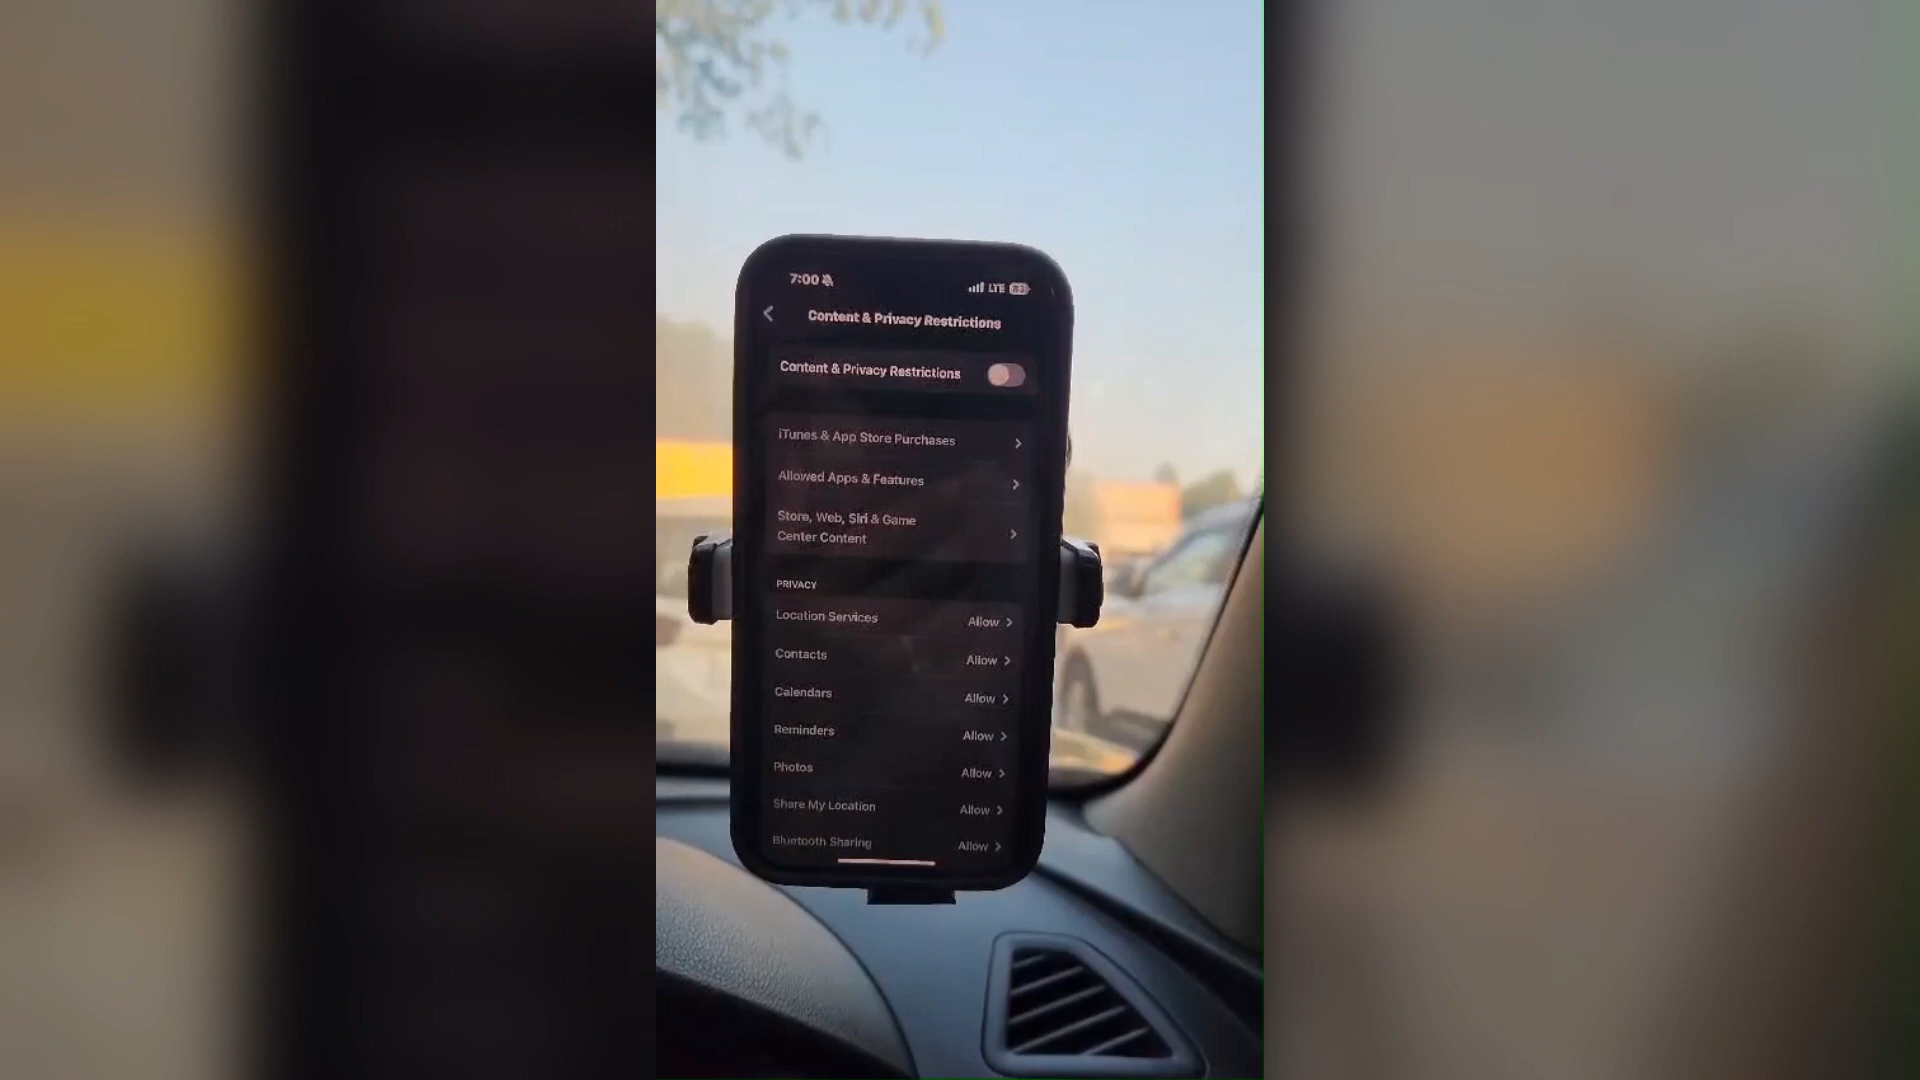 7:00
LTE
Content & Privacy Restrictions
Content & Privacy Restrictions
iTunes & App Store Purchases
Allowed Apps & Features
Store, Web, Siri & Game
Center Content
PRIVACY
Location Services Allow
Contacts Allow
Calendars Allow
Reminders Allow
Photos Allow
Share My Location Allow
Bluetooth Sharing Allow